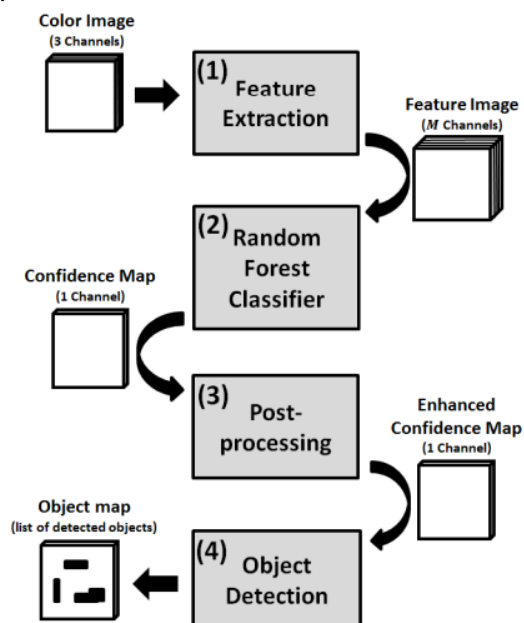 Color Image
(3 Channels)
(1)
Feature
Extraction
Feature Image
(M Channels)
(2)
Random
Forest
Classifier
Confidence Map
(1 Channel)
(3)
Post-
processing
Enhanced
Confidence Map
(1 Channel)
Object map
(list of detected objects)
(4)
Object
Detection